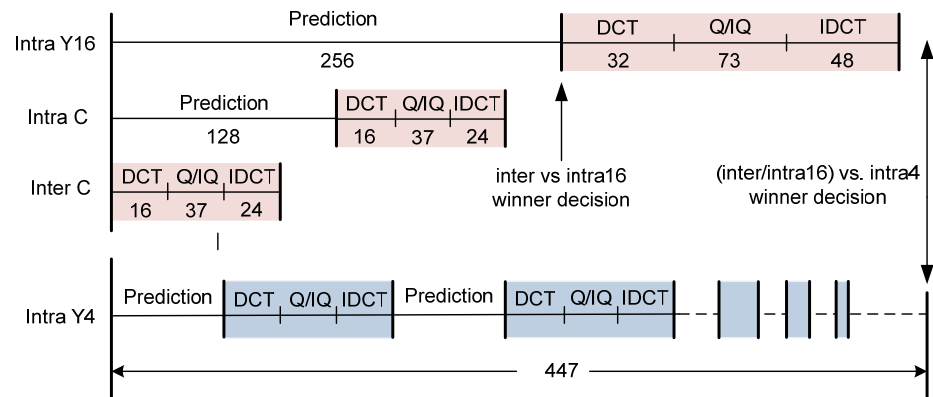 Prediction
DCT Q/IQ IDCT
Intra Y16
256
32 73 48
Prediction
DCT Q/IQ IDCT
Intra C
128
16 37 24
DCT Q/IQ IDCT
Inter C
16 37 24
inter vs intra16
winner decision
(inter/intra16) vs. intra4
winner decision
Prediction DCT Q/IQ IDCT Prediction DCT Q/IQ IDCT
Intra Y4
447